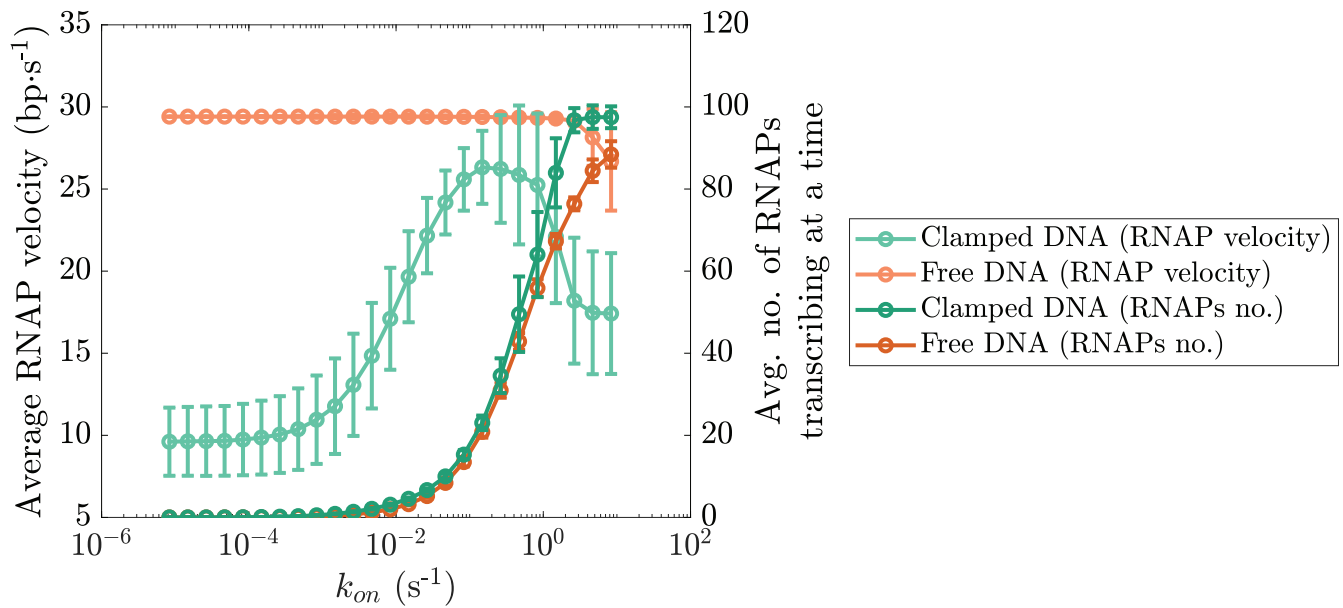 Average RNAP velocity (bp·s⁻¹)
35
30
25
20
15
10
5
10⁻⁶
10⁻⁴
10⁻²
10⁰
10²
kₒₙ (s⁻¹)
120
100
80
60
40
20
0
Avg. no. of RNAPs
transcribing at a time
Clamped DNA (RNAP velocity)
Free DNA (RNAP velocity)
Clamped DNA (RNAPs no.)
Free DNA (RNAPs no.)